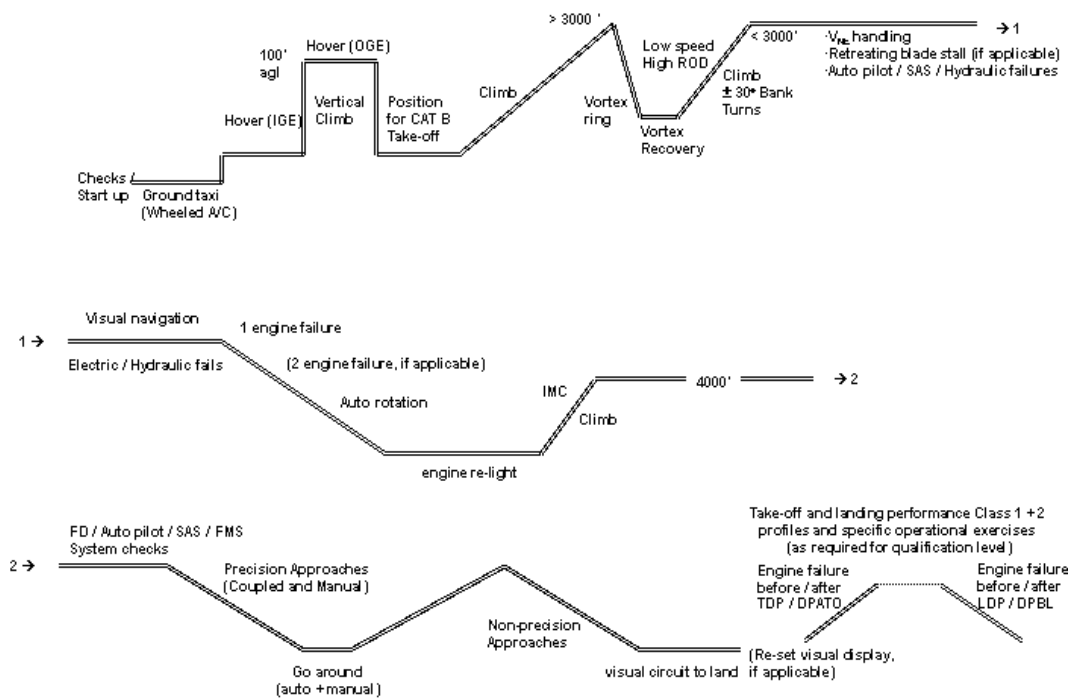 > 3000 '
100'
agl
Hover (OGE)
Low speed
High ROD
< 3000'
·VNE handling
·Retreating blade stall (if applicable)
·Auto pilot / SAS / Hydraulic failures
→ 1
Hover (IGE)
Vertical
Climb
Position
for CAT B
Take-off
Climb
Vortex
ring
Vortex
Recovery
Climb
± 30° Bank
Turns
Checks /
Start up
Ground taxi
(Wheeled A/C)
1 →
Visual navigation
Electric / Hydraulic fails
1 engine failure
(2 engine failure, if applicable)
Auto rotation
engine re-light
IMC
Climb
4000'
→ 2
2 →
FD / Auto pilot / SAS / FMS
System checks
Precision Approaches
(Coupled and Manual)
Go around
(auto + manual)
Non-precision
Approaches
visual circuit to land
Take-off and landing performance Class 1 + 2
profiles and specific operational exercises
(as required for qualification level)
Engine failure
before / after
TDP / DPATO
Engine failure
before / after
LDP / DPBL
(Re-set visual display,
if applicable)